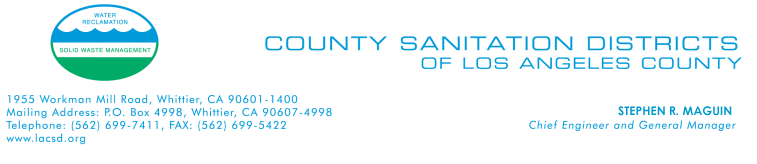 WATER
RECLAMATION
SOLID WASTE MANAGEMENT
COUNTY SANITATION DISTRICTS
OF LOS ANGELES COUNTY
1955 Workman Mill Road, Whittier, CA 90601-1400
Mailing Address: P.O. Box 4998, Whittier, CA 90607-4998
Telephone: (562) 699-7411, FAX: (562) 699-5422
www.lacsd.org
STEPHEN R. MAGUIN
Chief Engineer and General Manager